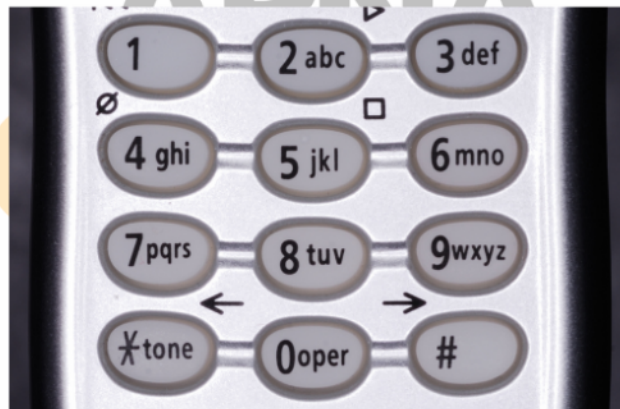 1 2 abc 3 def
4 ghi 5 jkl 6 mno
7 pqrs 8 tuv 9 wxyz
* tone 0 oper #